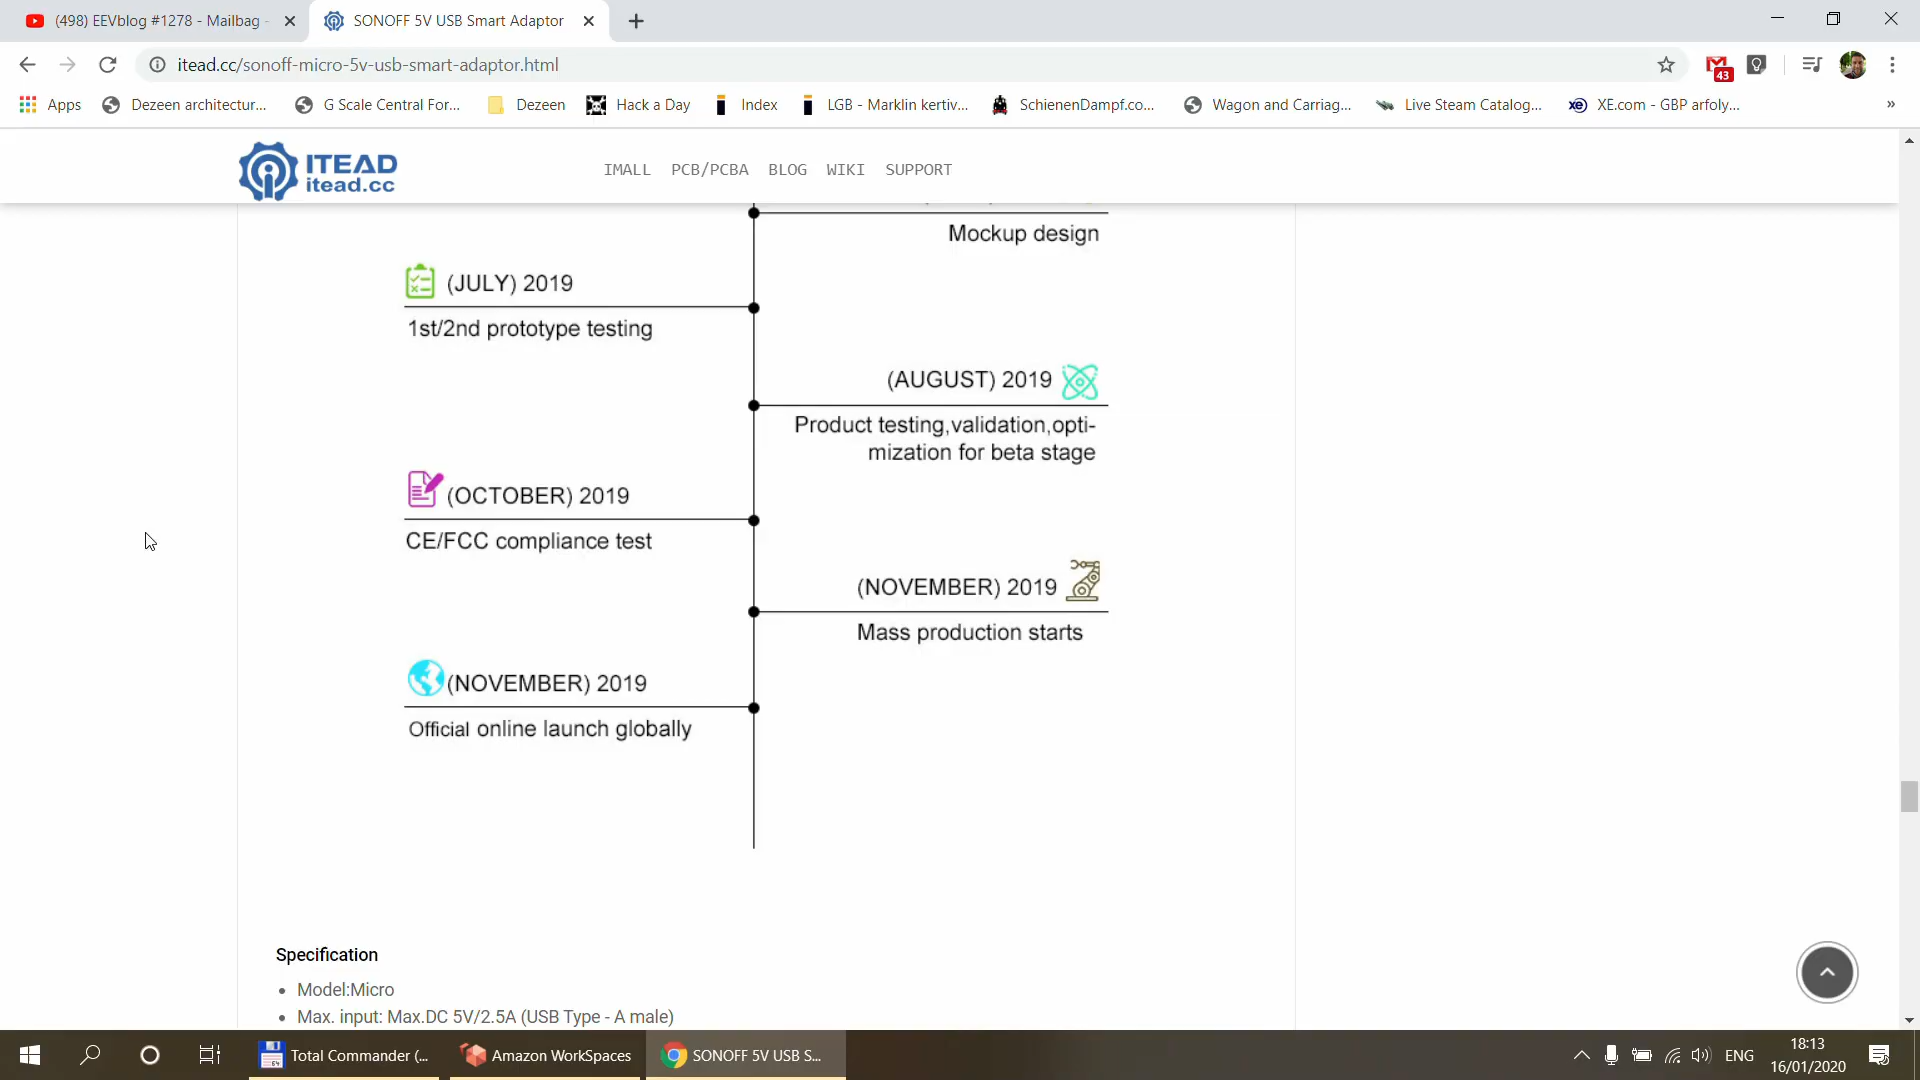 (498) EEVblog #1278 - Mailbag -
SONOFF 5V USB Smart Adaptor
itead.cc/sonoff-micro-5v-usb-smart-adaptor.html
43
Apps
Dezeen architectur...
G Scale Central For...
Dezeen
Hack a Day
Index
LGB - Marklin kertiv...
SchienenDampf.co...
Wagon and Carriag...
Live Steam Catalog...
xe
XE.com - GBP arfoly...
»
ITEAD
itead.cc
IMALL PCB/PCBA BLOG WIKI SUPPORT
Mockup design
(JULY) 2019
1st/2nd prototype testing
(AUGUST) 2019
Product testing,validation,opti-
mization for beta stage
(OCTOBER) 2019
CE/FCC compliance test
(NOVEMBER) 2019
Mass production starts
(NOVEMBER) 2019
Official online launch globally
Specification
• Model:Micro
• Max. input: Max.DC 5V/2.5A (USB Type - A male)
64
Total Commander (...
Amazon WorkSpaces
SONOFF 5V USB S...
ENG
18:13
16/01/2020